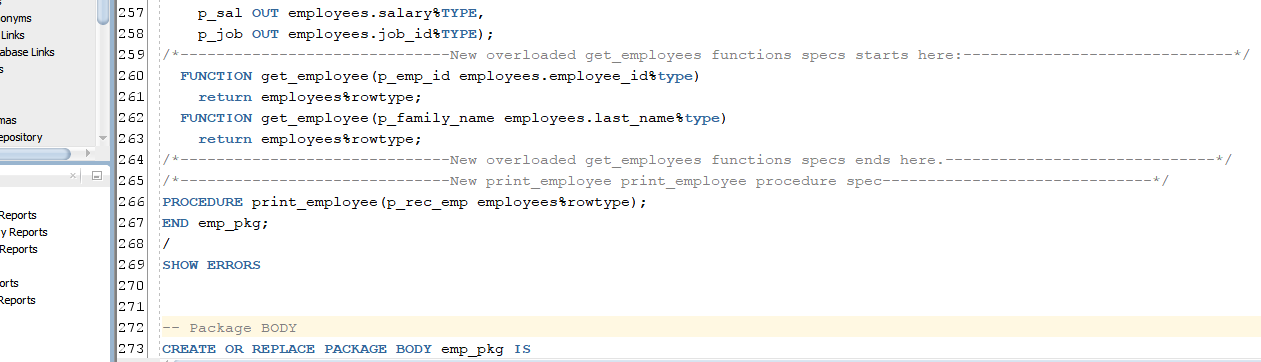 onyms
Links
abase Links
s
mas
epository
Reports
y Reports
Reports
orts
Reports
257 p_sal OUT employees.salary%TYPE,
258 p_job OUT employees.job_id%TYPE);
259 /*------------------------------New overloaded get_employees functions specs starts here:------------------------------*/
260 FUNCTION get_employee(p_emp_id employees.employee_id%type)
261 return employees%rowtype;
262 FUNCTION get_employee(p_family_name employees.last_name%type)
263 return employees%rowtype;
264 /*------------------------------New overloaded get_employees functions specs ends here.------------------------------*/
265 /*------------------------------New print_employee print_employee procedure spec------------------------------*/
266 PROCEDURE print_employee(p_rec_emp employees%rowtype);
267 END emp_pkg;
268 /
269 SHOW ERRORS
270
271
272 -- Package BODY
273 CREATE OR REPLACE PACKAGE BODY emp_pkg IS